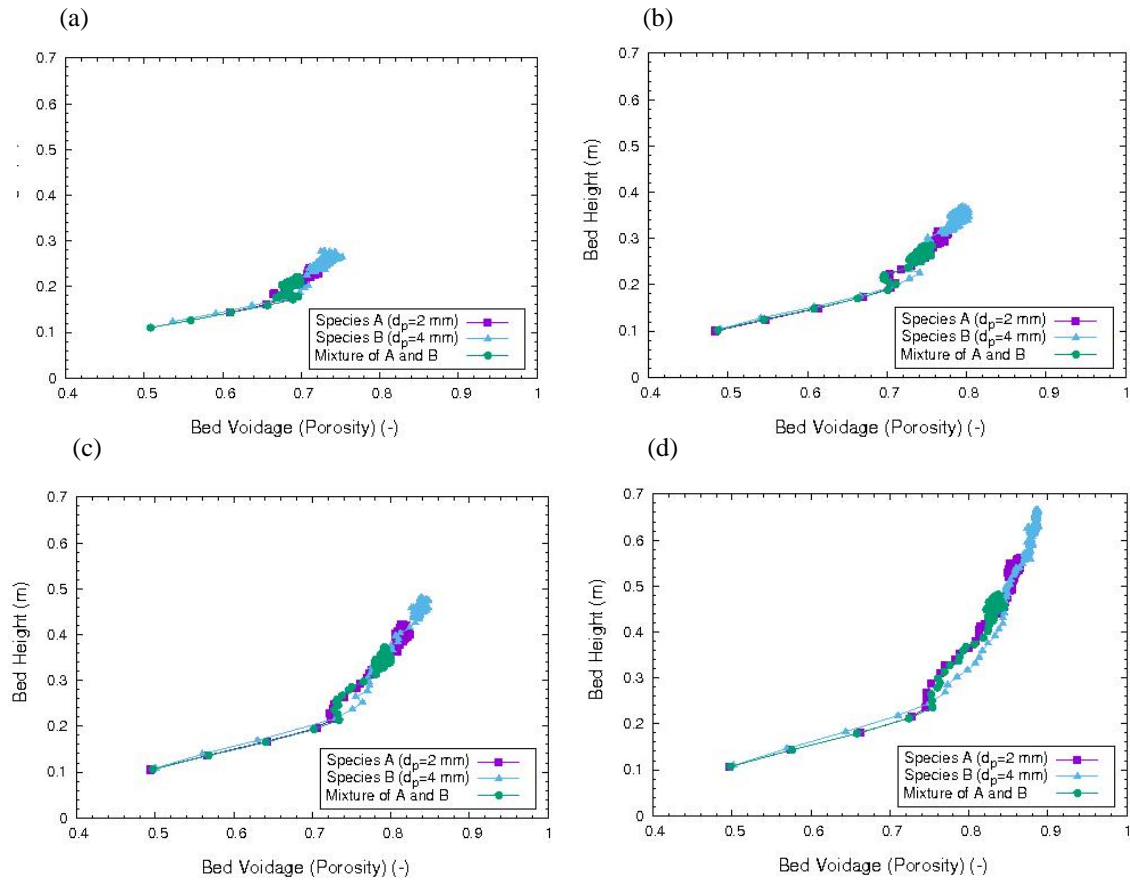 (a)
0.7
0.6
0.5
0.4
0.3
0.2
0.1
0
Species A (dp=2 mm)
Species B (dp=4 mm)
Mixture of A and B
0.4 0.5 0.6 0.7 0.8 0.9 1
Bed Voidage (Porosity) (-)
(b)
Bed Height (m)
0.7
0.6
0.5
0.4
0.3
0.2
0.1
0
Species A (dp=2 mm)
Species B (dp=4 mm)
Mixture of A and B
0.4 0.5 0.6 0.7 0.8 0.9 1
Bed Voidage (Porosity) (-)
(c)
Bed Height (m)
0.7
0.6
0.5
0.4
0.3
0.2
0.1
0
Species A (dp=2 mm)
Species B (dp=4 mm)
Mixture of A and B
0.4 0.5 0.6 0.7 0.8 0.9 1
Bed Voidage (Porosity) (-)
(d)
Bed Height (m)
0.7
0.6
0.5
0.4
0.3
0.2
0.1
0
Species A (dp=2 mm)
Species B (dp=4 mm)
Mixture of A and B
0.4 0.5 0.6 0.7 0.8 0.9 1
Bed Voidage (Porosity) (-)